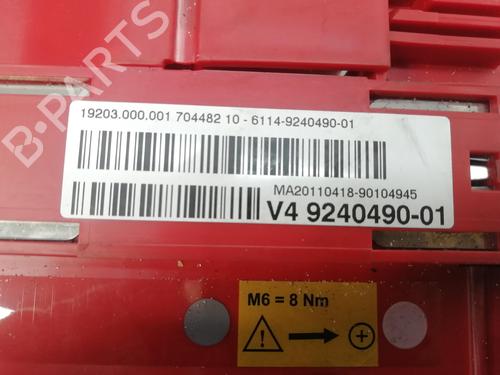 B-PARTS
19203.000.001 704482 10 - 6114-9240490-01
MA20110418-90104945
V4 9240490-01
M6 = 8 Nm